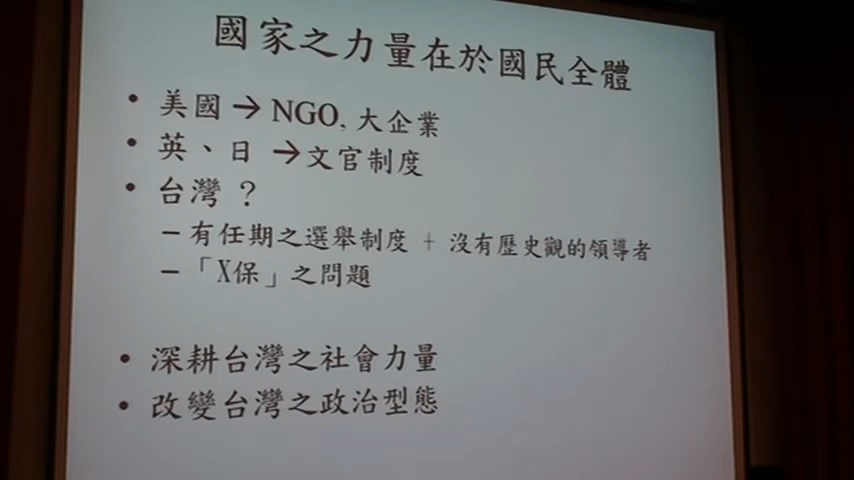 國家之力量在於國民全體
• 美國 → NGO, 大企業
• 英、日 → 文官制度
• 台灣 ?
– 有任期之選舉制度 + 沒有歷史觀的領導者
– 「X保」之問題
• 深耕台灣之社會力量
• 改變台灣之政治型態